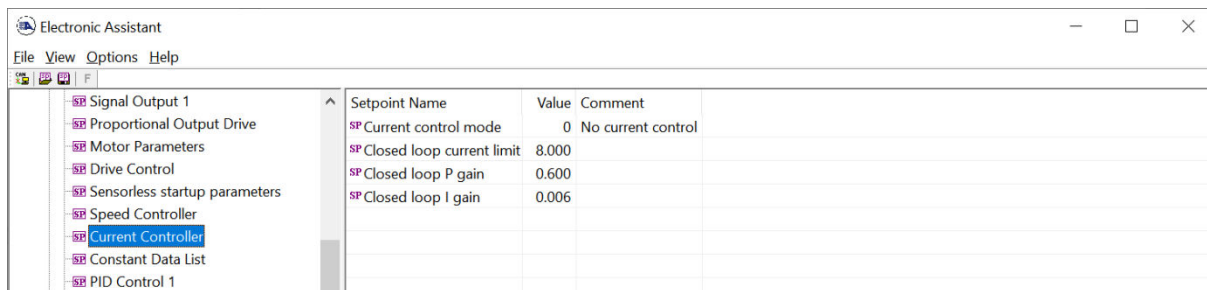 Electronic Assistant
File View Options Help
CAN SP SP F
SP Signal Output 1
SP Proportional Output Drive
SP Motor Parameters
SP Drive Control
SP Sensorless startup parameters
SP Speed Controller
SP Current Controller
SP Constant Data List
SP PID Control 1
Setpoint Name Value Comment
SP Current control mode 0 No current control
SP Closed loop current limit 8.000
SP Closed loop P gain 0.600
SP Closed loop I gain 0.006